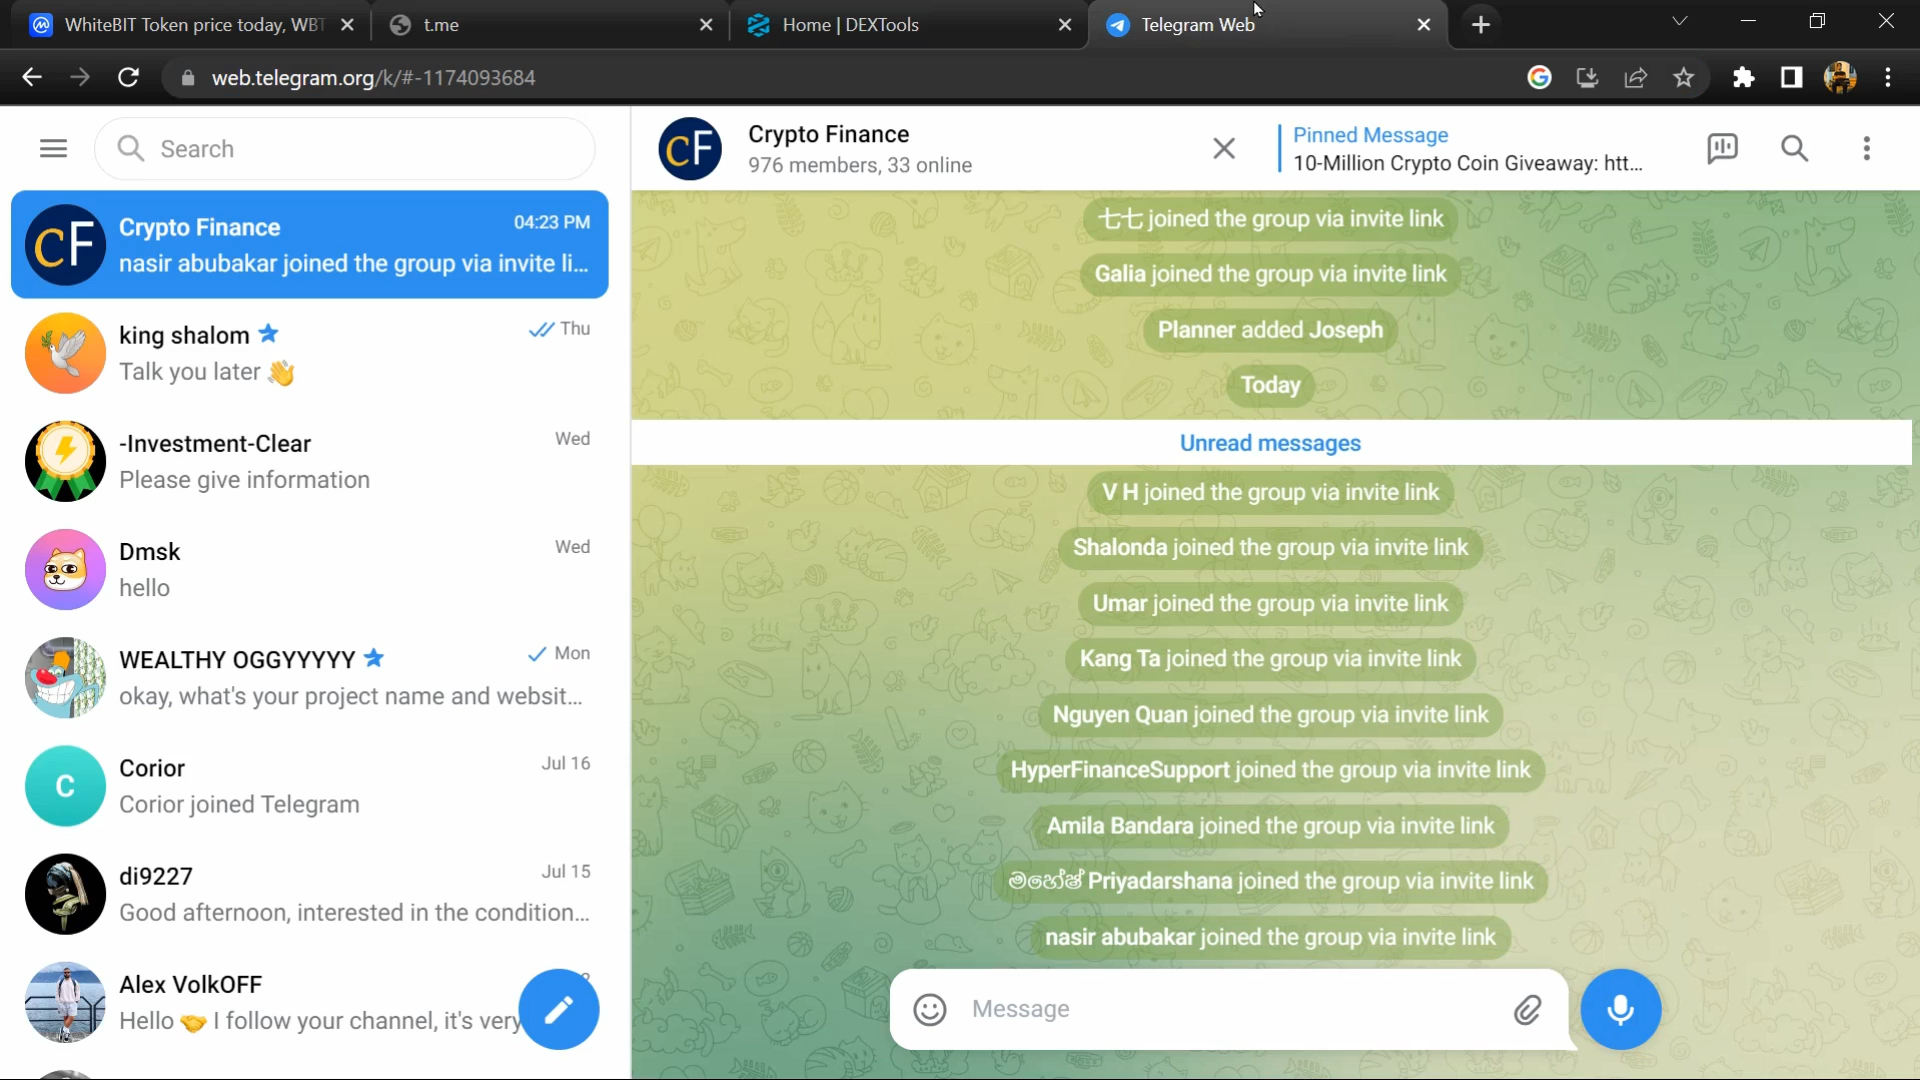 WhiteBIT Token price today, WBT
t.me
Home | DEXTools
Telegram Web
web.telegram.org/k/#-1174093684
Search
CF
Crypto Finance
04:23 PM
nasir abubakar joined the group via invite li...
king shalom
Thu
Talk you later 👋
-Investment-Clear
Wed
Please give information
Dmsk
Wed
hello
WEALTHY OGGYYYYY
Mon
okay, what's your project name and websit...
C
Corior
Jul 16
Corior joined Telegram
di9227
Jul 15
Good afternoon, interested in the condition...
Alex VolkOFF
Hello 🤝 I follow your channel, it's very
CF
Crypto Finance
976 members, 33 online
Pinned Message
10-Million Crypto Coin Giveaway: htt...
七七 joined the group via invite link
Galia joined the group via invite link
Planner added Joseph
Today
Unread messages
V H joined the group via invite link
Shalonda joined the group via invite link
Umar joined the group via invite link
Kang Ta joined the group via invite link
Nguyen Quan joined the group via invite link
HyperFinanceSupport joined the group via invite link
Amila Bandara joined the group via invite link
මහේෂ් Priyadarshana joined the group via invite link
nasir abubakar joined the group via invite link
Message